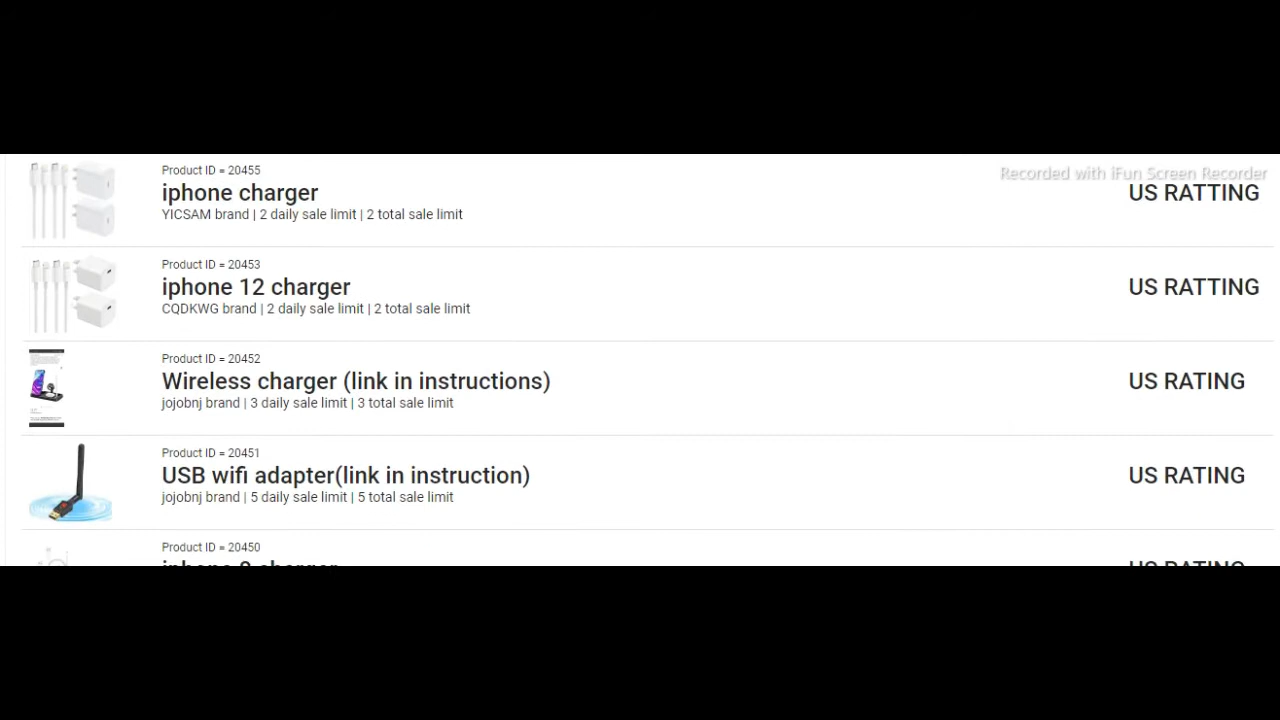 Recorded with iFun Screen Recorder
Product ID = 20455
iphone charger
US RATTING
YICSAM brand | 2 daily sale limit | 2 total sale limit
Product ID = 20453
iphone 12 charger
US RATTING
CQDKWG brand | 2 daily sale limit | 2 total sale limit
Product ID = 20452
Wireless charger (link in instructions)
US RATING
jojobnj brand | 3 daily sale limit | 3 total sale limit
Product ID = 20451
USB wifi adapter(link in instruction)
US RATING
jojobnj brand | 5 daily sale limit | 5 total sale limit
Product ID = 20450